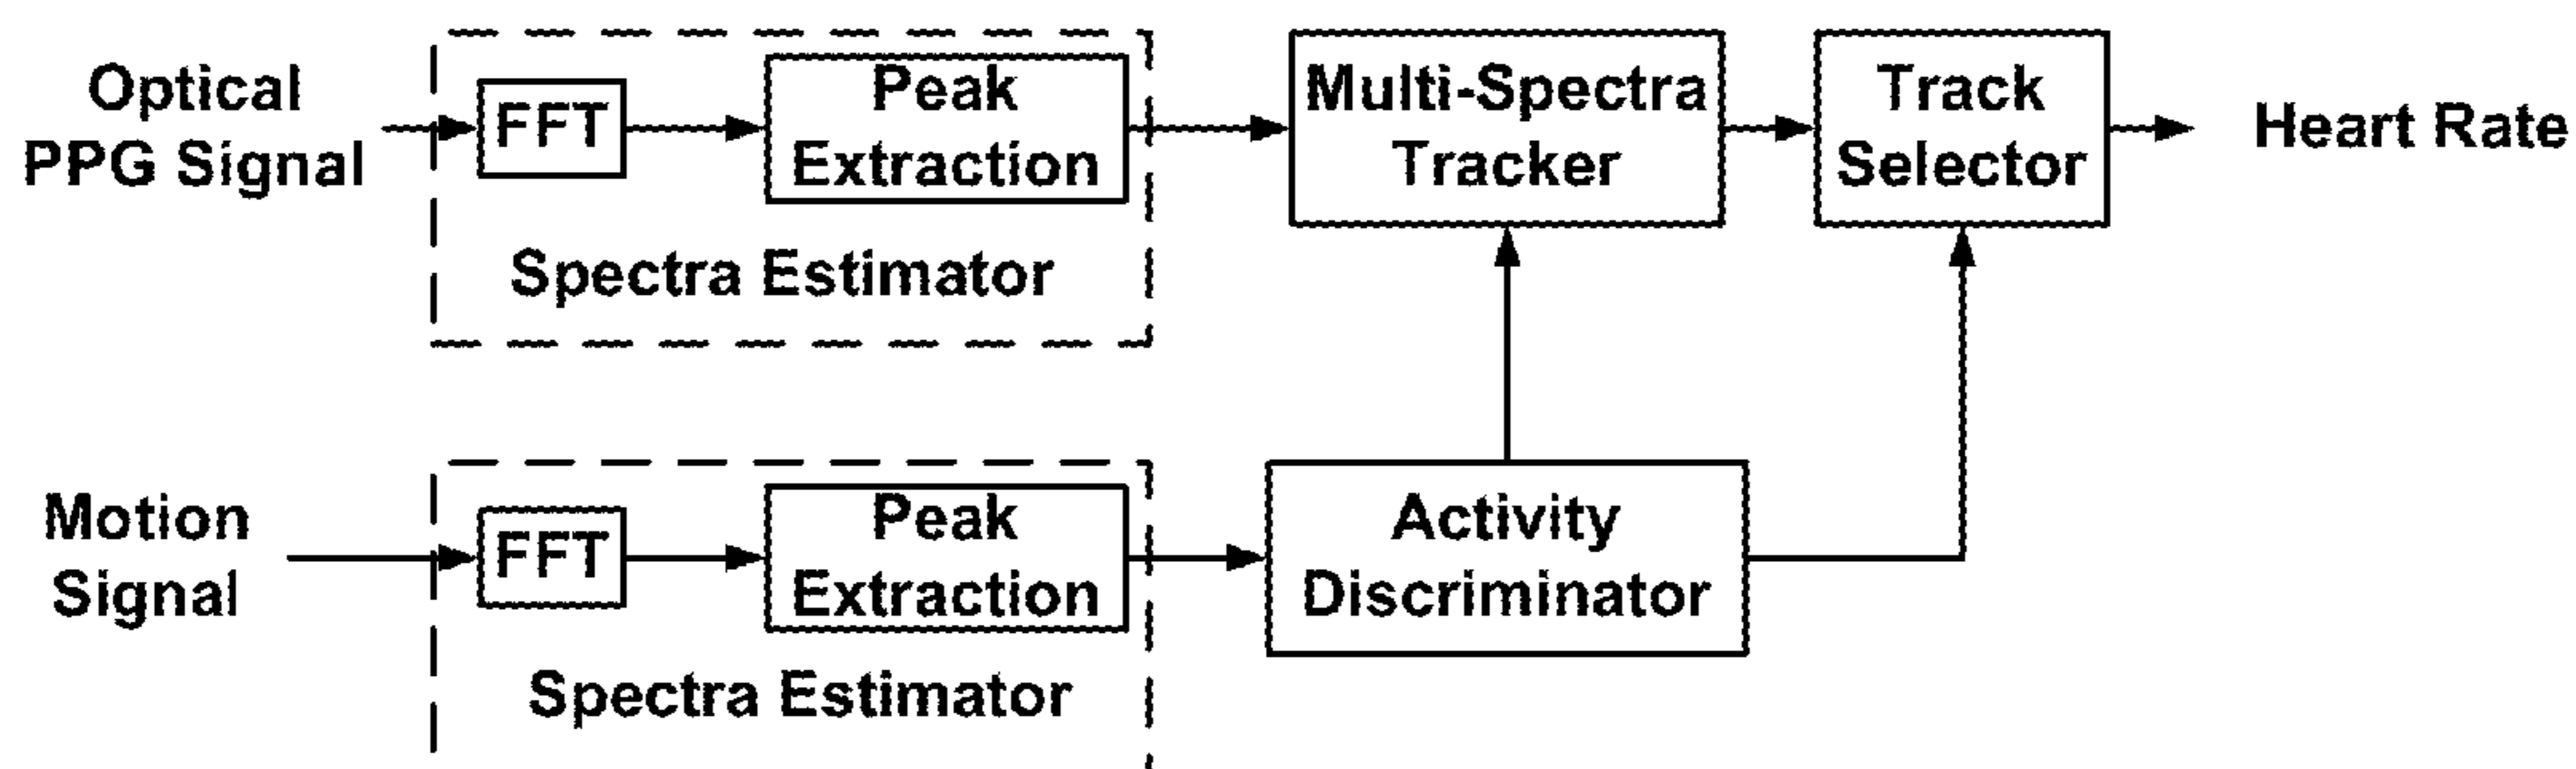 Optical
PPG Signal
FFT
Peak
Extraction
Spectra Estimator
Multi-Spectra
Tracker
Track
Selector
Heart Rate
Motion
Signal
FFT
Peak
Extraction
Spectra Estimator
Activity
Discriminator